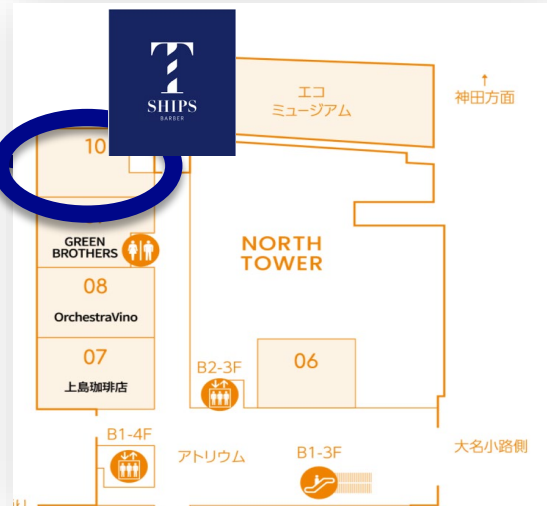 T
SHIPS
BARBER
エコ
ミュージアム
↑
神田方面
10
GREEN
BROTHERS
NORTH
TOWER
08
OrchestraVino
07
上島珈琲店
B2-3F
06
B1-4F
アトリウム
B1-3F
大名小路側